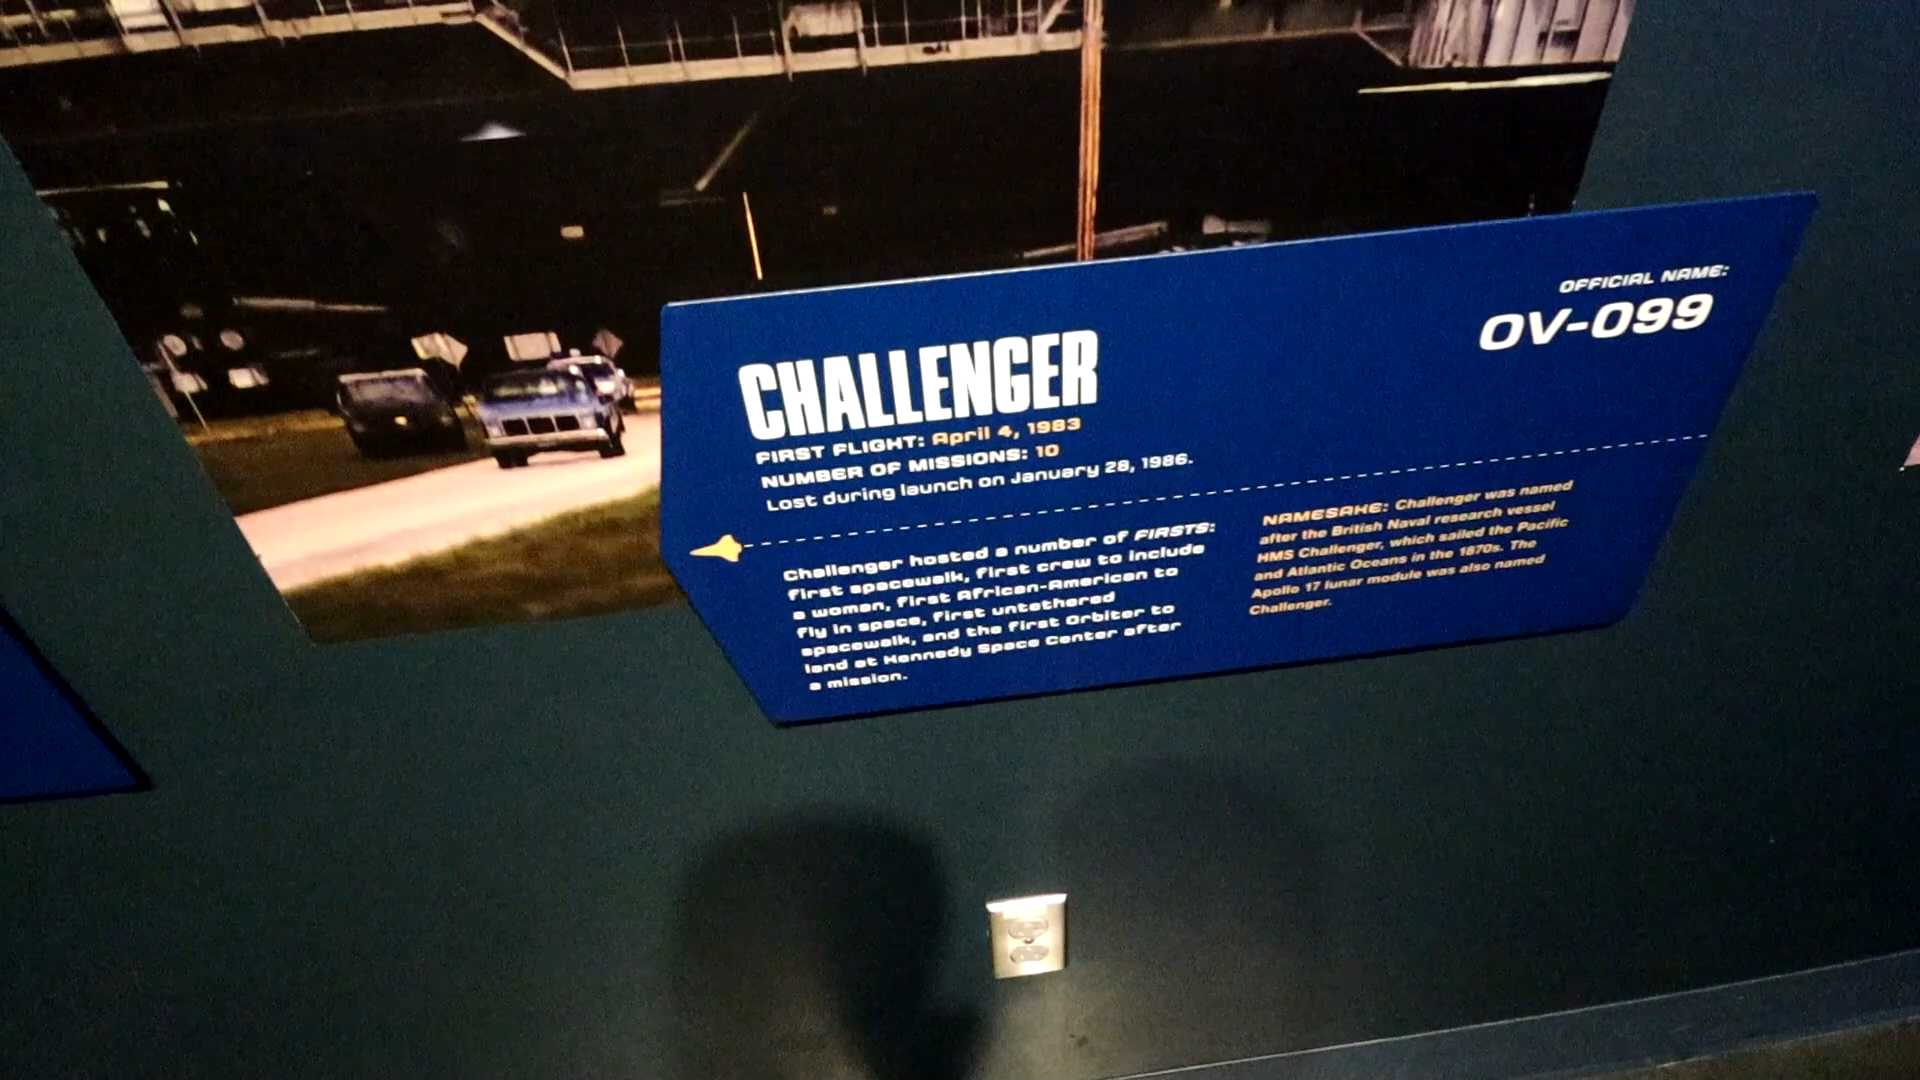 OFFICIAL NAME:
OV-099
CHALLENGER
FIRST FLIGHT: April 4, 1983
NUMBER OF MISSIONS: 10
Lost during launch on January 28, 1986.
Challenger hosted a number of FIRSTS:
first spacewalk, first crew to include
a woman, first African-American to
fly in space, first untethered
spacewalk, and the first Orbiter to
land at Kennedy Space Center after
a mission.
NAMESAKE: Challenger was named
after the British Naval research vessel
HMS Challenger, which sailed the Pacific
and Atlantic Oceans in the 1870s. The
Apollo 17 lunar module was also named
Challenger.